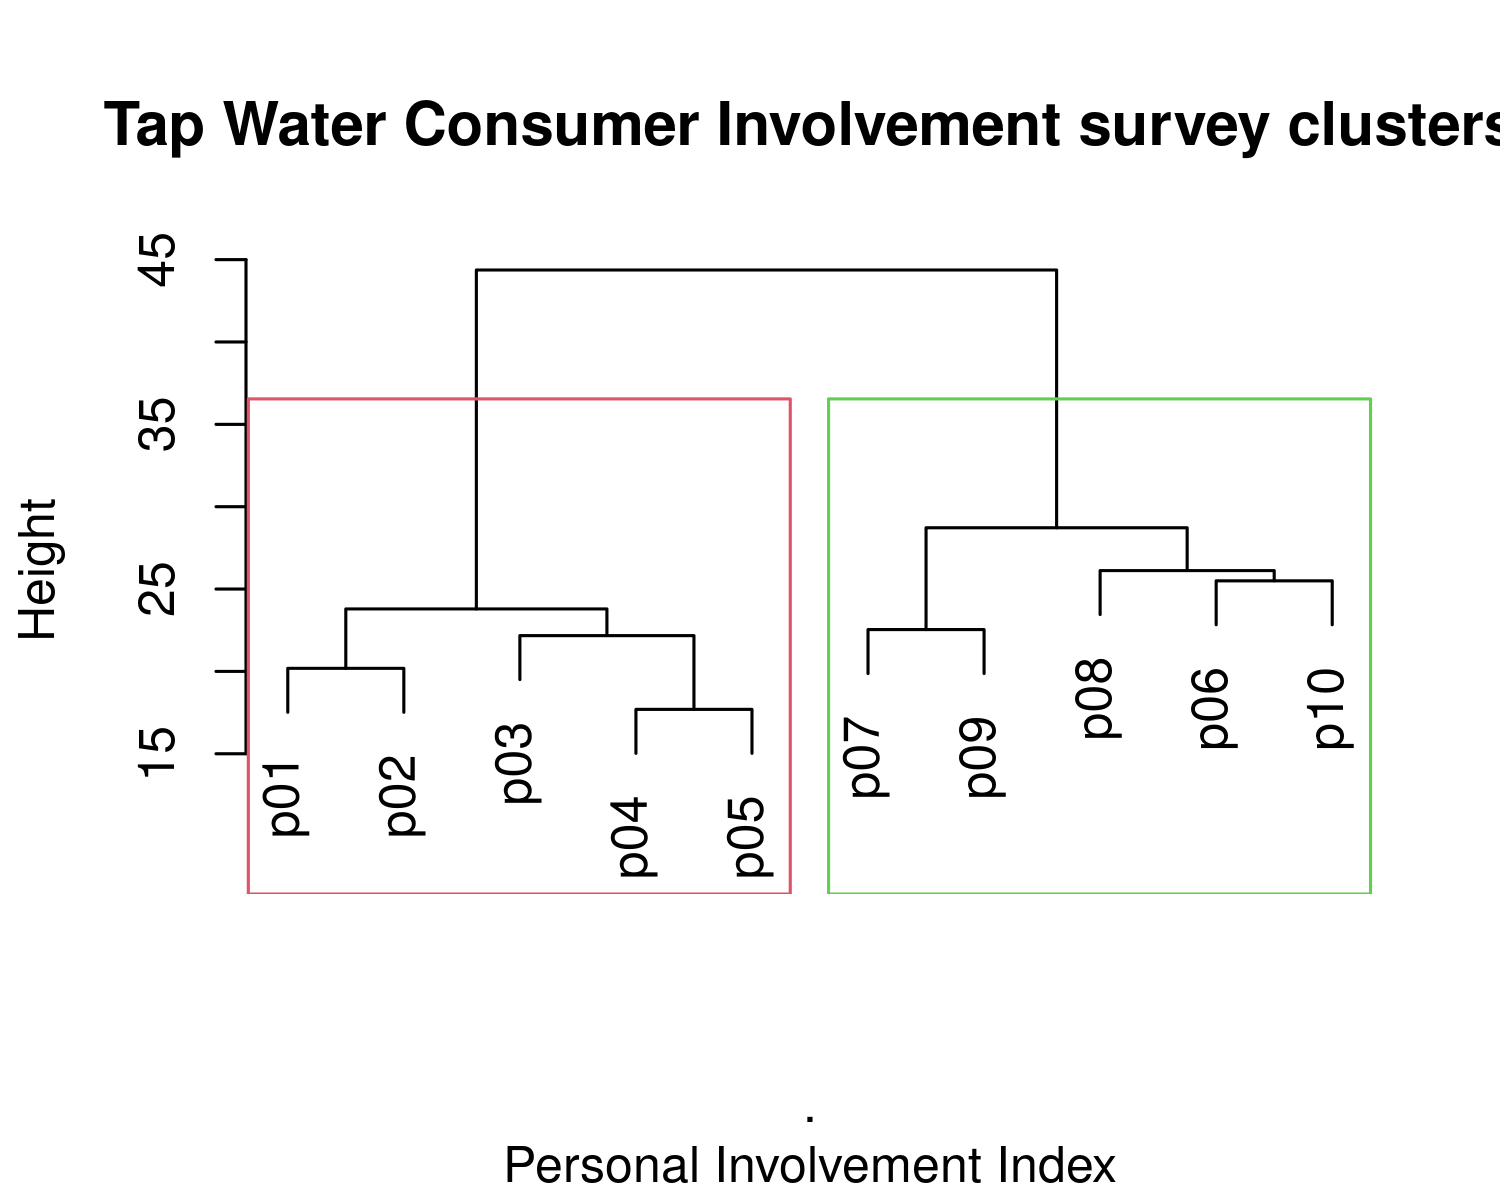 Tap Water Consumer Involvement survey clusters
Height
45
35
25
15
p01
p02
p03
p04
p05
p07
p09
p08
p06
p10
.
Personal Involvement Index